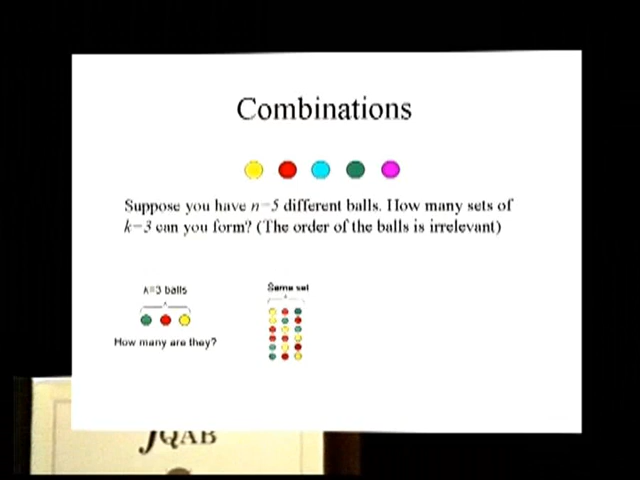 Combinations
Suppose you have n=5 different balls. How many sets of
k=3 can you form? (The order of the balls is irrelevant)
k=3 balls
Same set
How many are they?
JQAB